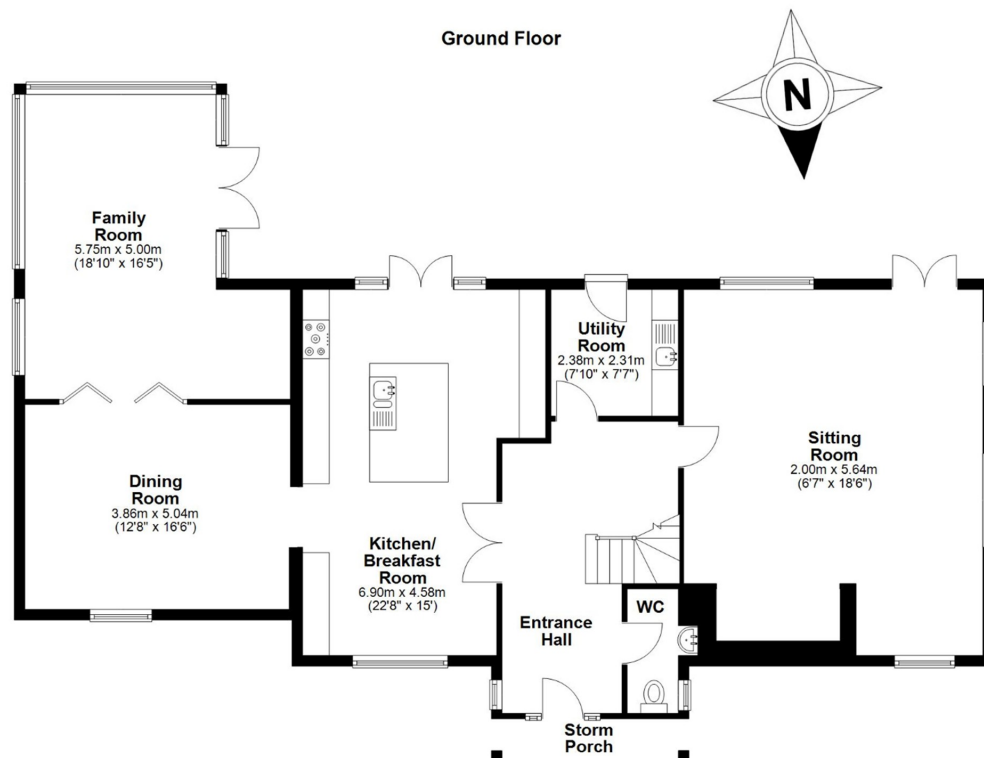 Ground Floor
N
Family
Room
5.75m x 5.00m
(18'10" x 16'5")
Utility
Room
2.38m x 2.31m
(7'10" x 7'7")
Sitting
Room
2.00m x 5.64m
(6'7" x 18'6")
Dining
Room
3.86m x 5.04m
(12'8" x 16'6")
Kitchen/
Breakfast
Room
6.90m x 4.58m
(22'8" x 15')
WC
Entrance
Hall
Storm
Porch